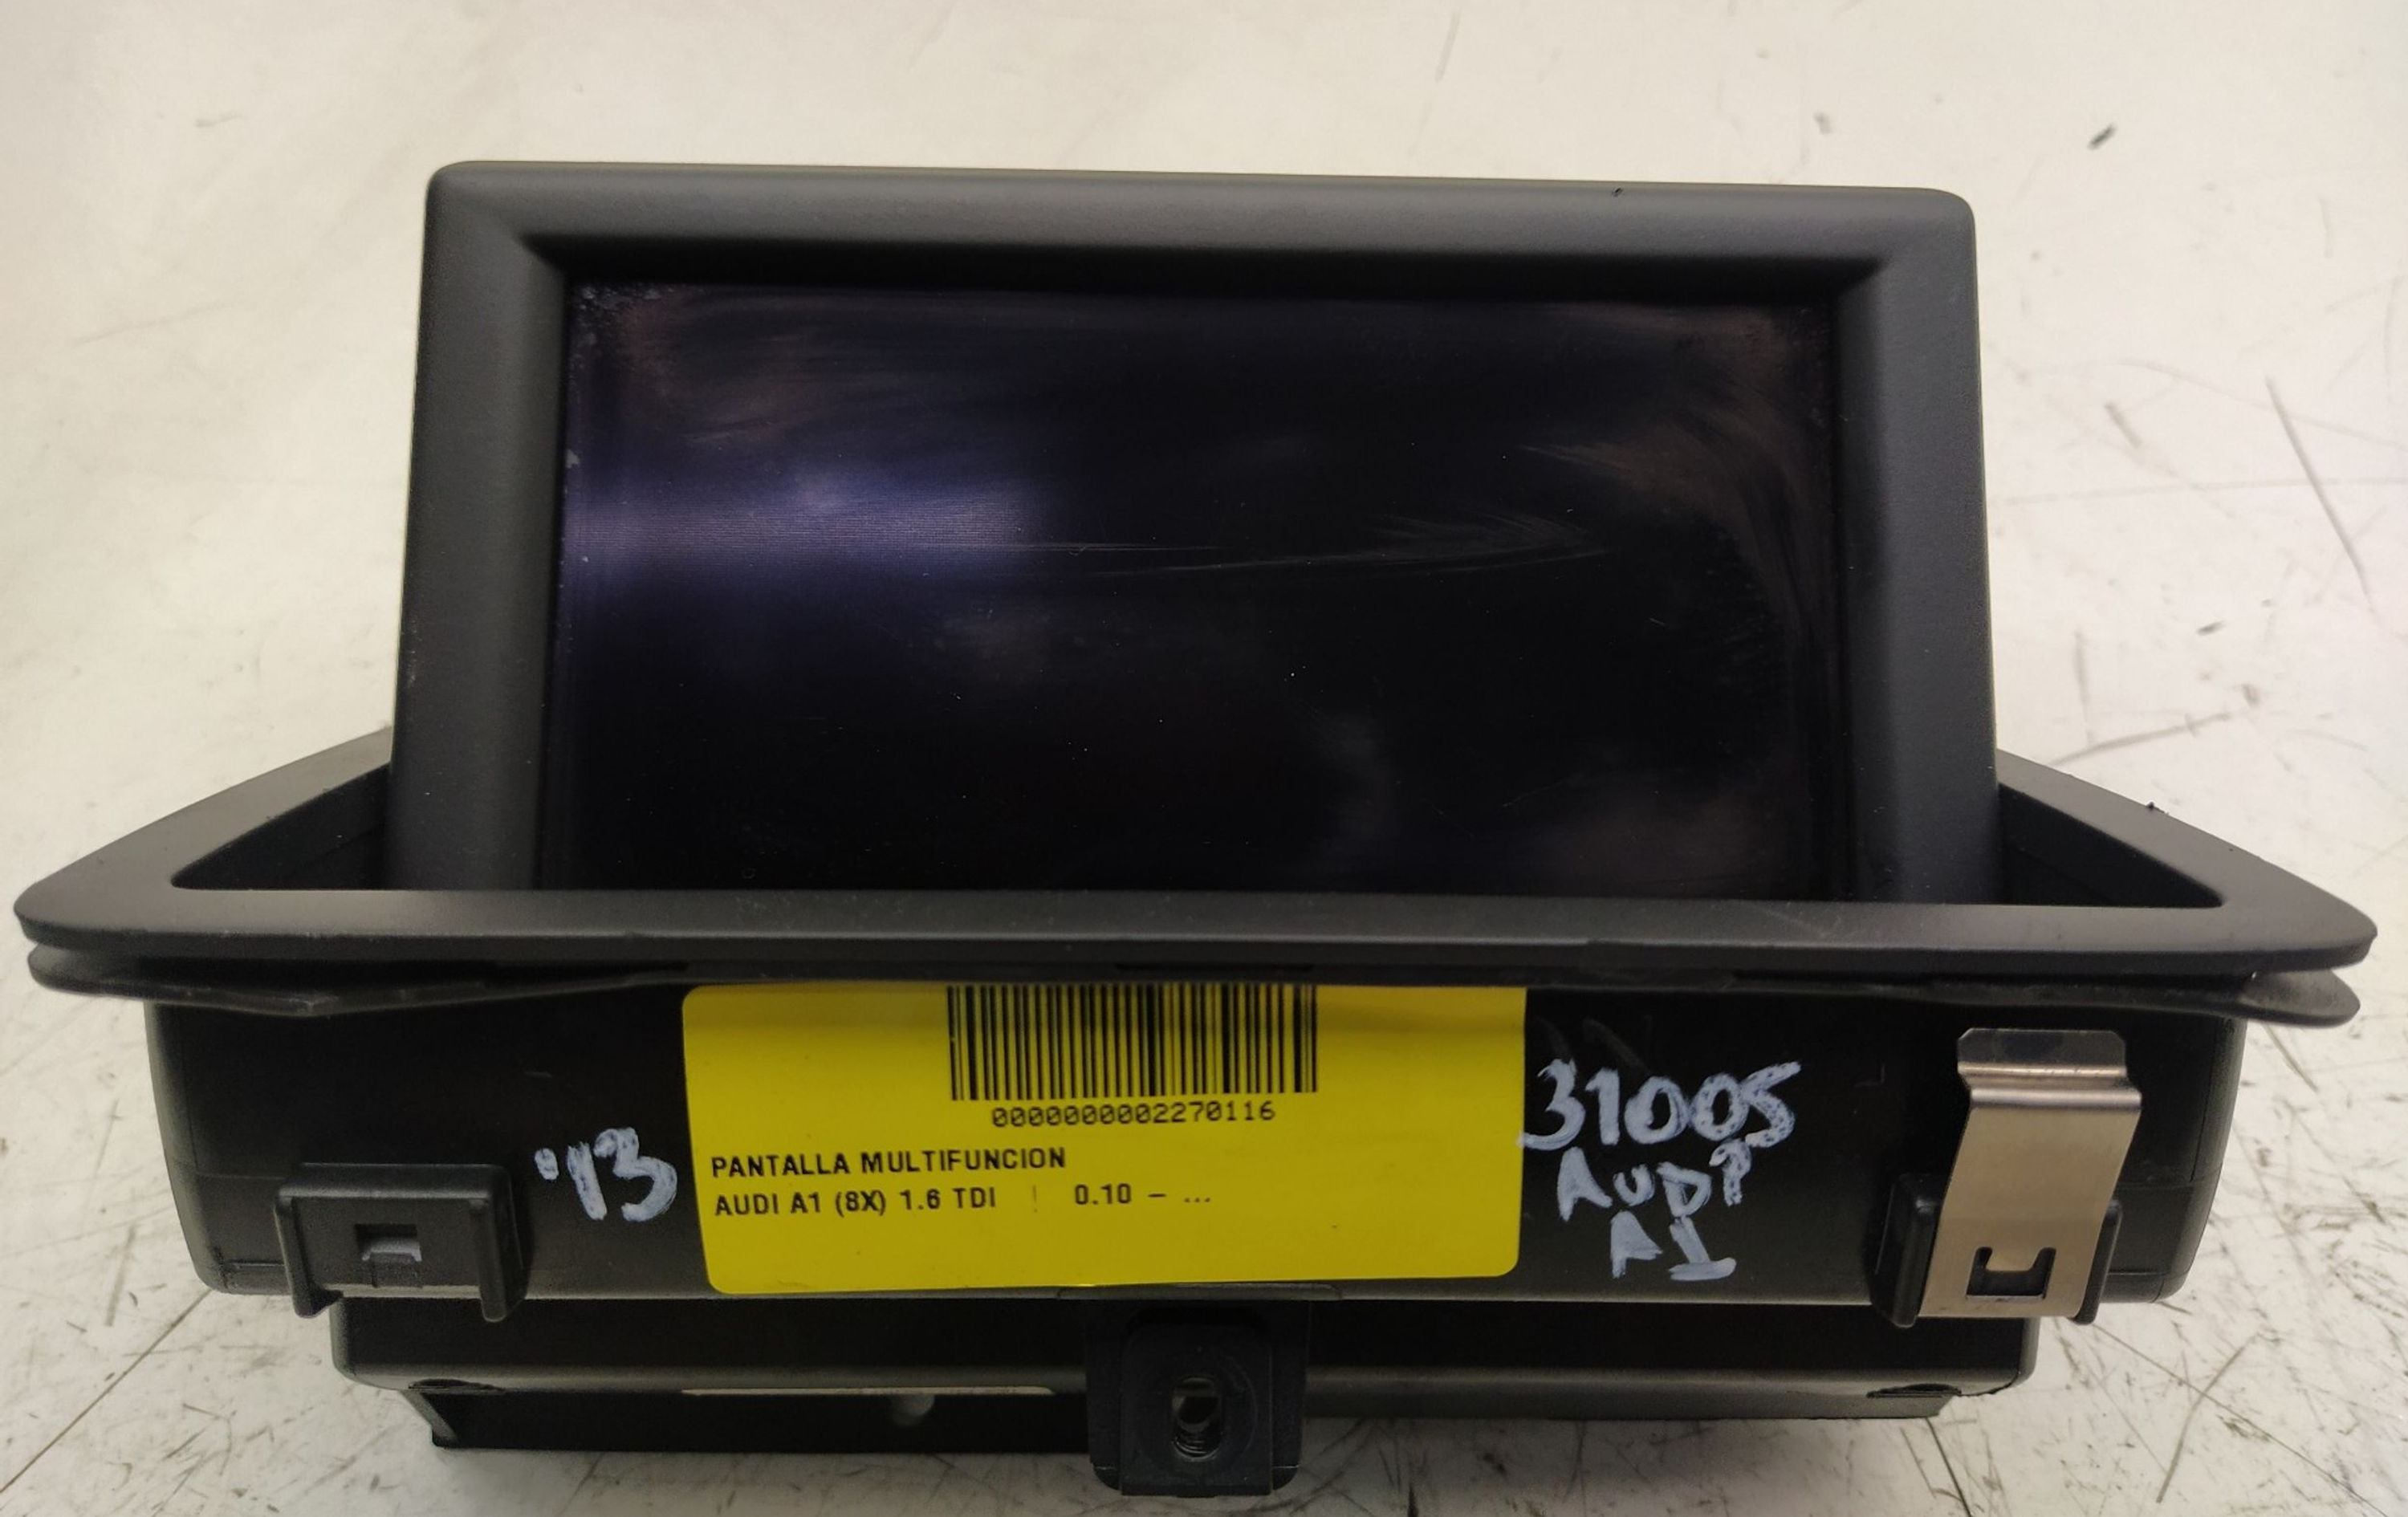 0000000002270116
PANTALLA MULTIFUNCION
AUDI A1 (8X) 1.6 TDI | 0.10 – ...
'13
31005
AUDI
A1